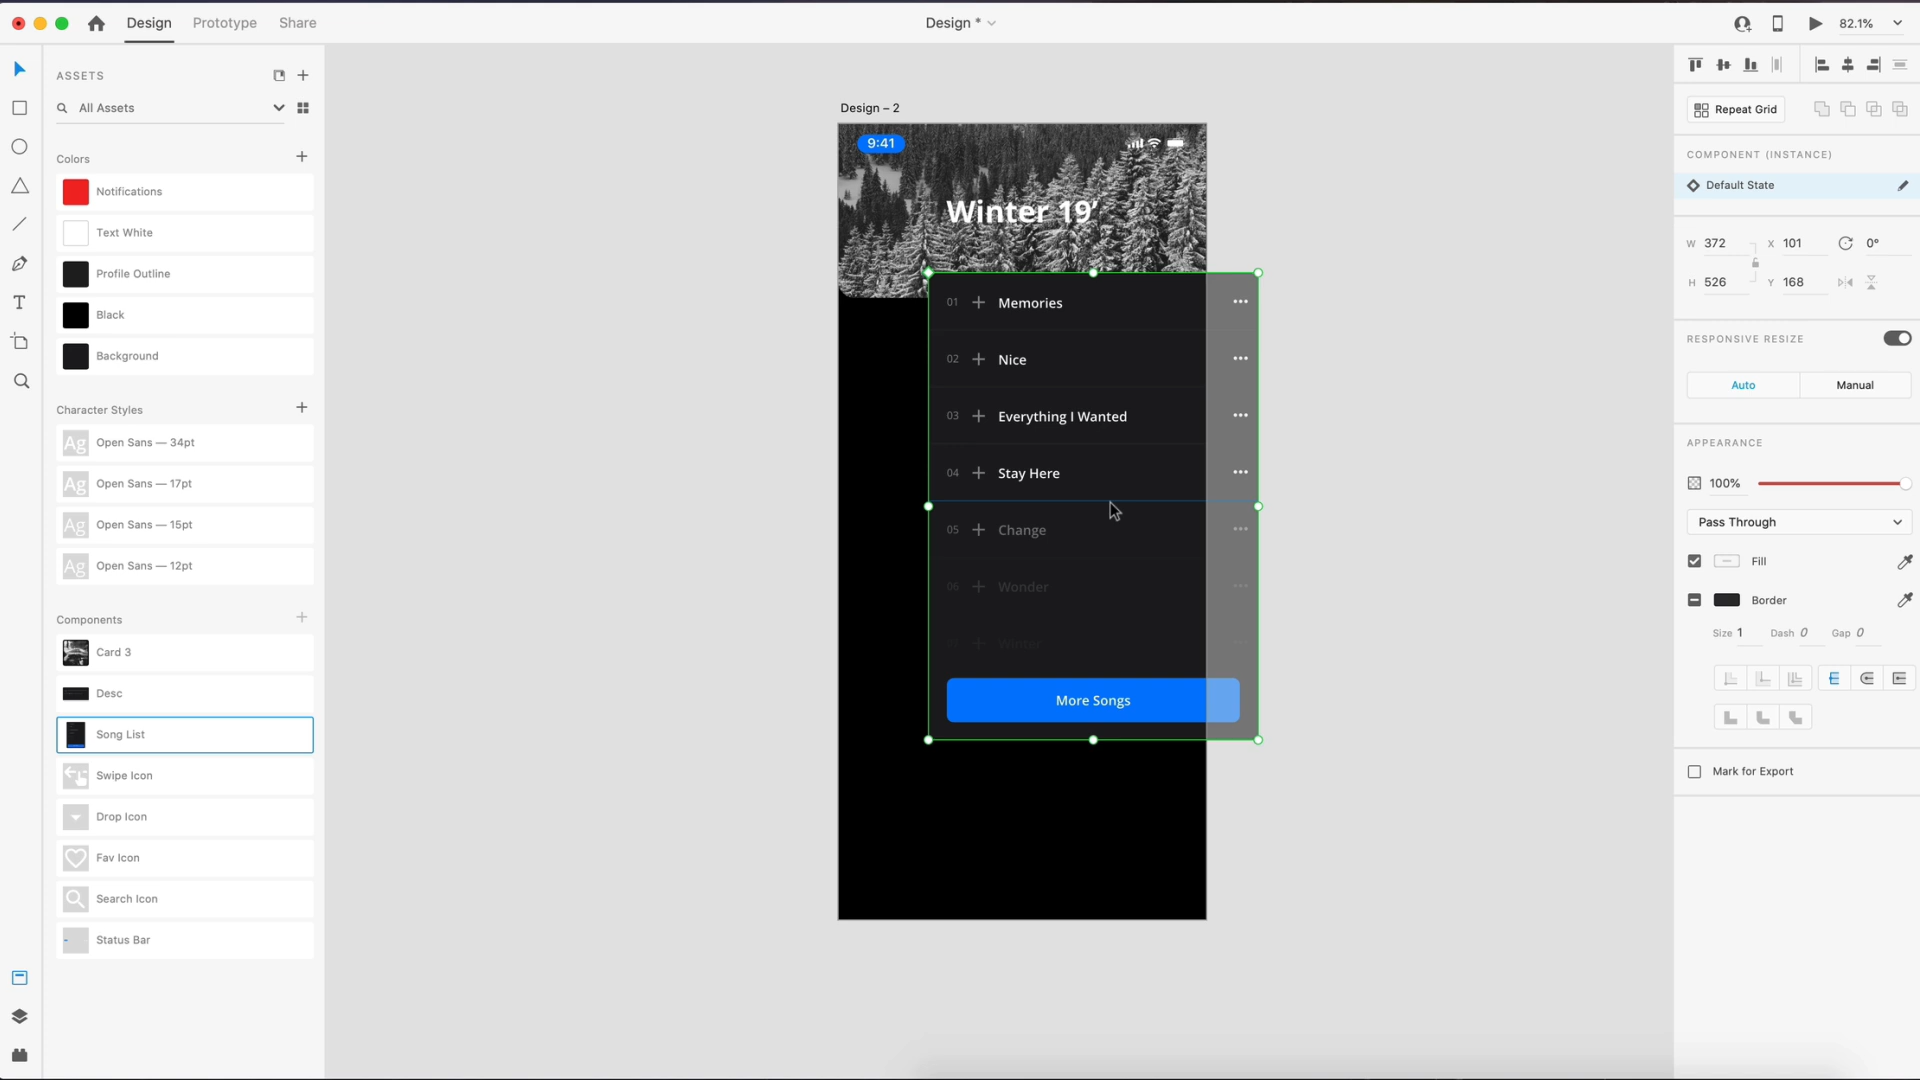 Design
Prototype
Share
Design *
82.1%
ASSETS
All Assets
Colors
Notifications
Text White
Profile Outline
Black
Background
Character Styles
Ag Open Sans — 34pt
Ag Open Sans — 17pt
Ag Open Sans — 15pt
Ag Open Sans — 12pt
Components
Card 3
Desc
Song List
Swipe Icon
Drop Icon
Fav Icon
Search Icon
Status Bar
Design – 2
9:41
Winter 19’
01 Memories
02 Nice
03 Everything I Wanted
04 Stay Here
05 Change
06 Wonder
07 Winter
More Songs
Repeat Grid
COMPONENT (INSTANCE)
Default State
W 372 X 101 0°
H 526 Y 168
RESPONSIVE RESIZE
Auto Manual
APPEARANCE
100%
Pass Through
Fill
Border
Size 1 Dash 0 Gap 0
Mark for Export